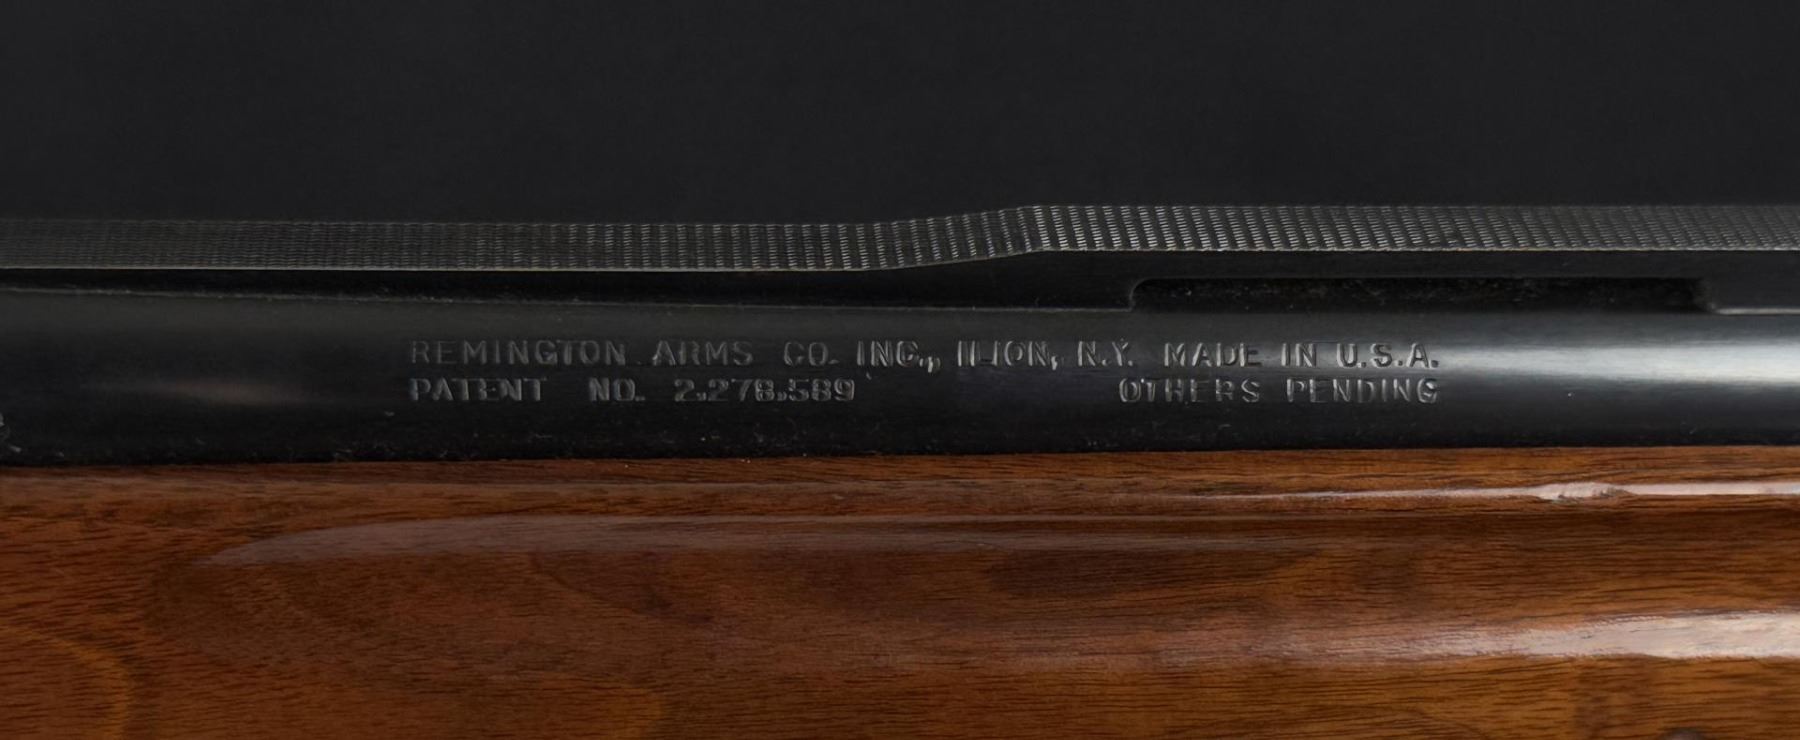 REMINGTON ARMS CO. INC., ILION, N.Y. MADE IN U.S.A.
PATENT NO. 2,278,589 OTHERS PENDING